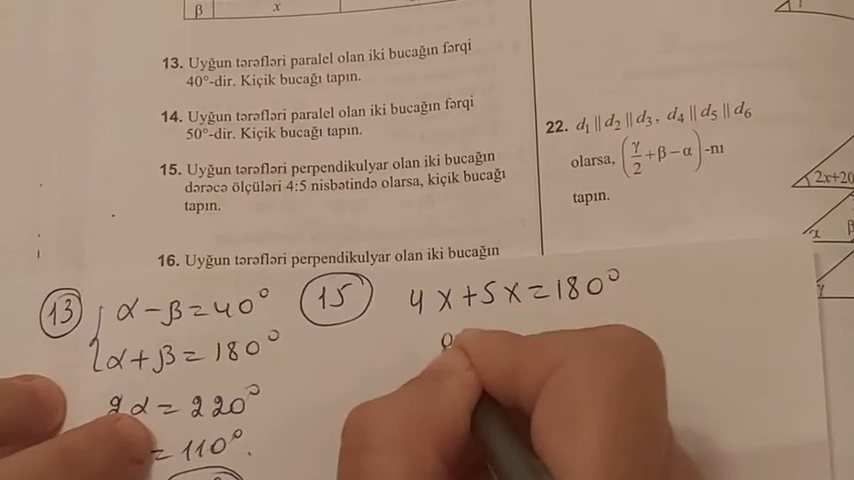 β x
13. Uyğun tərəfləri paralel olan iki bucağın fərqi
40°-dir. Kiçik bucağı tapın.
14. Uyğun tərəfləri paralel olan iki bucağın fərqi
50°-dir. Kiçik bucağı tapın.
15. Uyğun tərəfləri perpendikulyar olan iki bucağın
dərəcə ölçüləri 4:5 nisbətində olarsa, kiçik bucağı
tapın.
16. Uyğun tərəfləri perpendikulyar olan iki bucağın
22. d₁ || d₂ || d₃, d₄ || d₅ || d₆
olarsa, (γ/2 + β − α) -nı
tapın.
2x+20
α β
γ
13 α − β = 40°
α + β = 180°
2α = 220°
= 110°.
15 4x + 5x = 180°